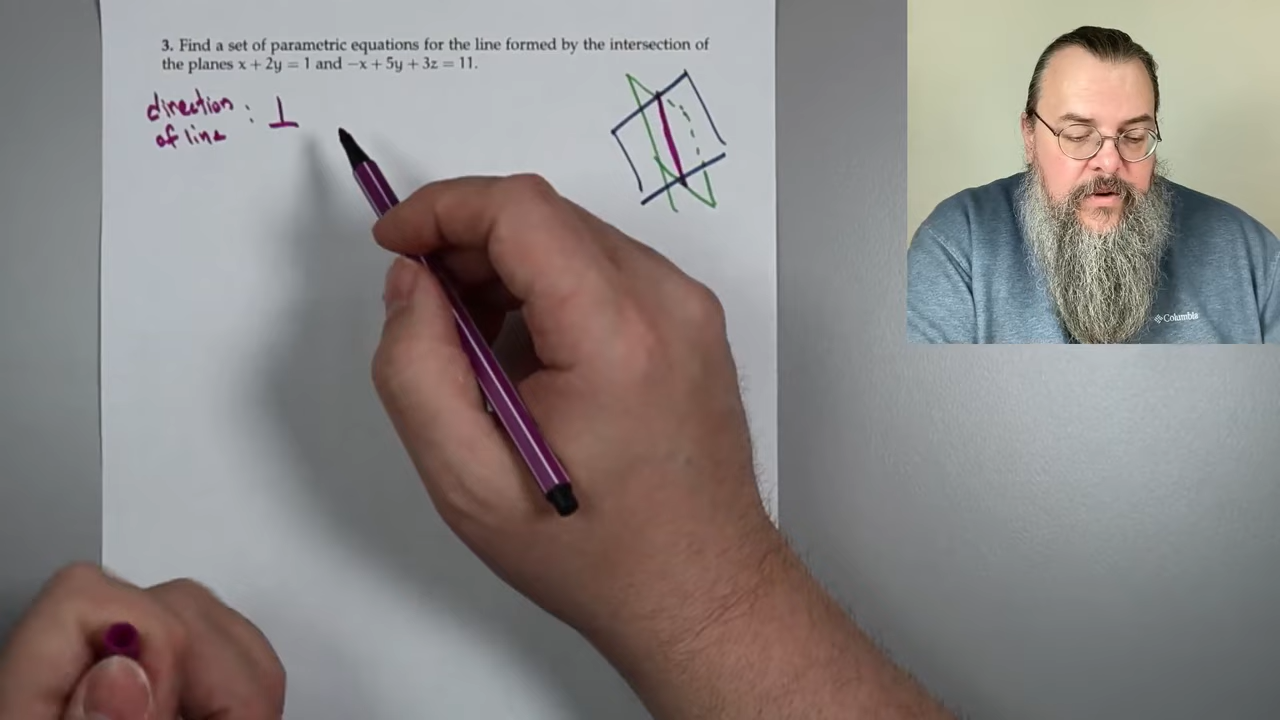 3. Find a set of parametric equations for the line formed by the intersection of
the planes x + 2y = 1 and −x + 5y + 3z = 11.
direction
of line : ⊥
Columbia